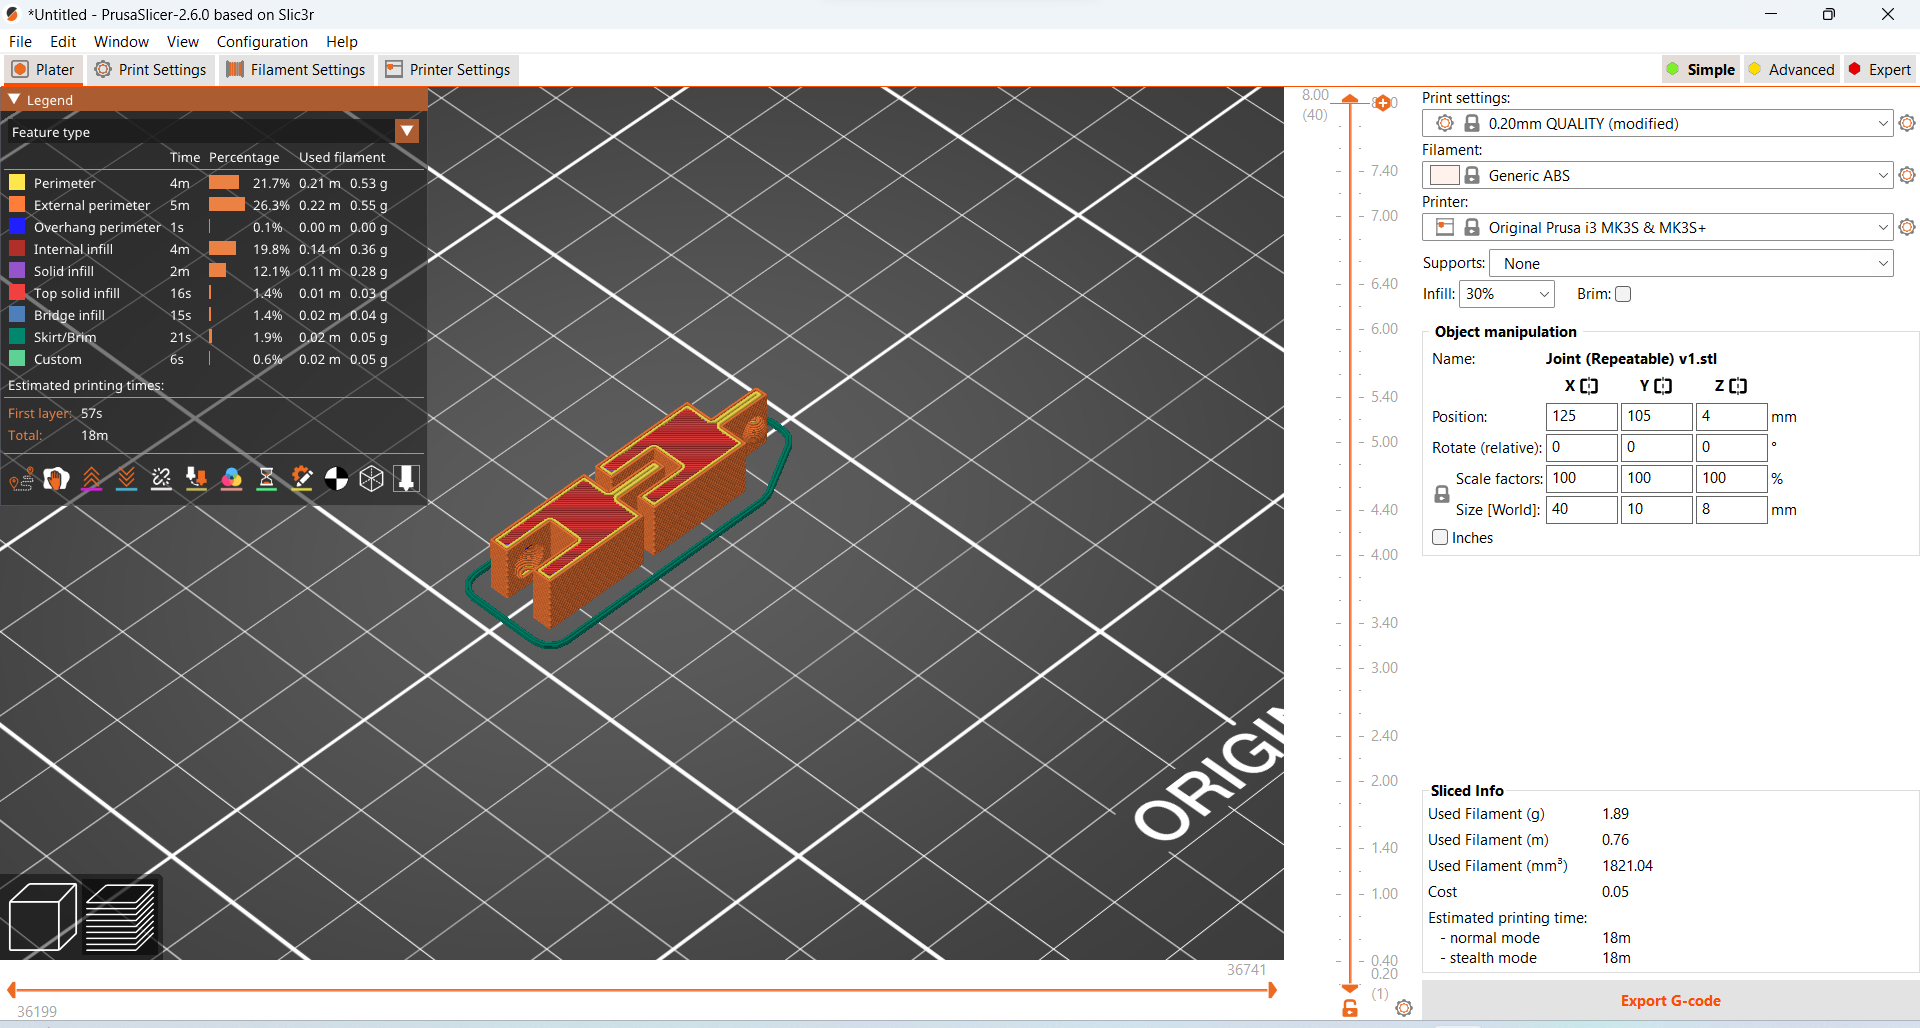 *Untitled - PrusaSlicer-2.6.0 based on Slic3r
File Edit Window View Configuration Help
Plater Print Settings Filament Settings Printer Settings Simple Advanced Expert
Legend
Feature type
Time Percentage Used filament
Perimeter 4m 21.7% 0.21 m 0.53 g
External perimeter 5m 26.3% 0.22 m 0.55 g
Overhang perimeter 1s 0.1% 0.00 m 0.00 g
Internal infill 4m 19.8% 0.14 m 0.36 g
Solid infill 2m 12.1% 0.11 m 0.28 g
Top solid infill 16s 1.4% 0.01 m 0.03 g
Bridge infill 15s 1.4% 0.02 m 0.04 g
Skirt/Brim 21s 1.9% 0.02 m 0.05 g
Custom 6s 0.6% 0.02 m 0.05 g
Estimated printing times:
First layer: 57s
Total: 18m
ORIGIN
36741
36199
8.00
(40)
7.40
7.00
6.40
6.00
5.40
5.00
4.40
4.00
3.40
3.00
2.40
2.00
1.40
1.00
0.40
0.20
(1)
Print settings:
0.20mm QUALITY (modified)
Filament:
Generic ABS
Printer:
Original Prusa i3 MK3S & MK3S+
Supports: None
Infill: 30% Brim:
Object manipulation
Name: Joint (Repeatable) v1.stl
X Y Z
Position: 125 105 4 mm
Rotate (relative): 0 0 0 °
Scale factors: 100 100 100 %
Size [World]: 40 10 8 mm
Inches
Sliced Info
Used Filament (g) 1.89
Used Filament (m) 0.76
Used Filament (mm³) 1821.04
Cost 0.05
Estimated printing time:
- normal mode 18m
- stealth mode 18m
Export G-code